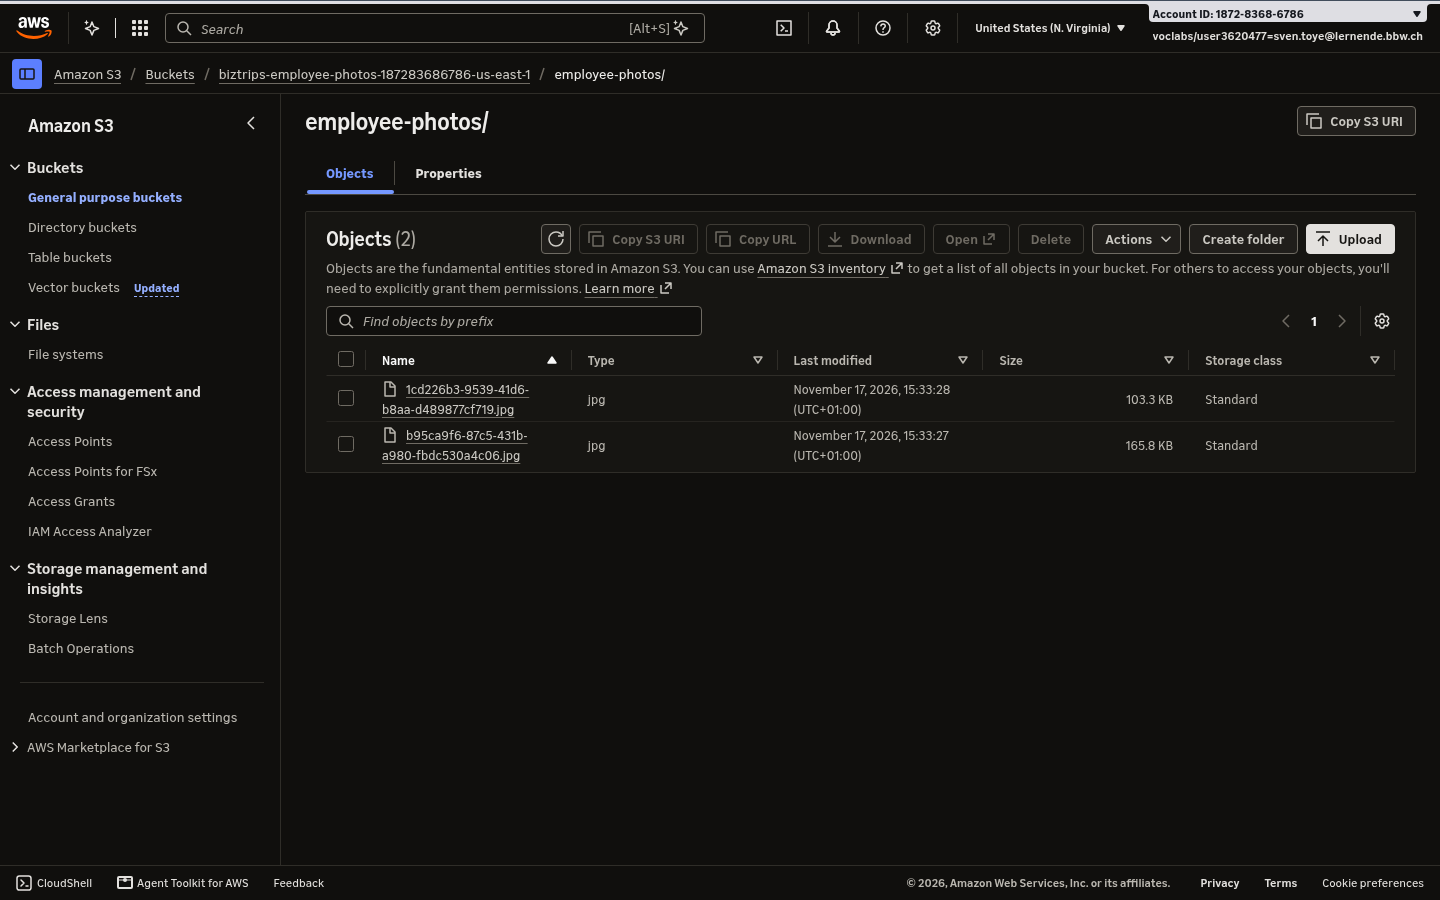 aws
Search
[Alt+S]
United States (N. Virginia)
Account ID: 1872-8368-6786
voclabs/user3620477=sven.toye@lernende.bbw.ch
Amazon S3 / Buckets / biztrips-employee-photos-187283686786-us-east-1 / employee-photos/
Amazon S3
Buckets
General purpose buckets
Directory buckets
Table buckets
Vector buckets Updated
Files
File systems
Access management and
security
Access Points
Access Points for FSx
Access Grants
IAM Access Analyzer
Storage management and
insights
Storage Lens
Batch Operations
Account and organization settings
AWS Marketplace for S3
employee-photos/
Copy S3 URI
Objects
Properties
Objects (2)
Copy S3 URI
Copy URL
Download
Open
Delete
Actions
Create folder
Upload
Objects are the fundamental entities stored in Amazon S3. You can use Amazon S3 inventory to get a list of all objects in your bucket. For others to access your objects, you'll
need to explicitly grant them permissions. Learn more
Find objects by prefix
1
Name Type Last modified Size Storage class
1cd226b3-9539-41d6-
b8aa-d489877cf719.jpg
jpg
November 17, 2026, 15:33:28
(UTC+01:00)
103.3 KB
Standard
b95ca9f6-87c5-431b-
a980-fbdc530a4c06.jpg
jpg
November 17, 2026, 15:33:27
(UTC+01:00)
165.8 KB
Standard
CloudShell
Agent Toolkit for AWS
Feedback
© 2026, Amazon Web Services, Inc. or its affiliates.
Privacy
Terms
Cookie preferences